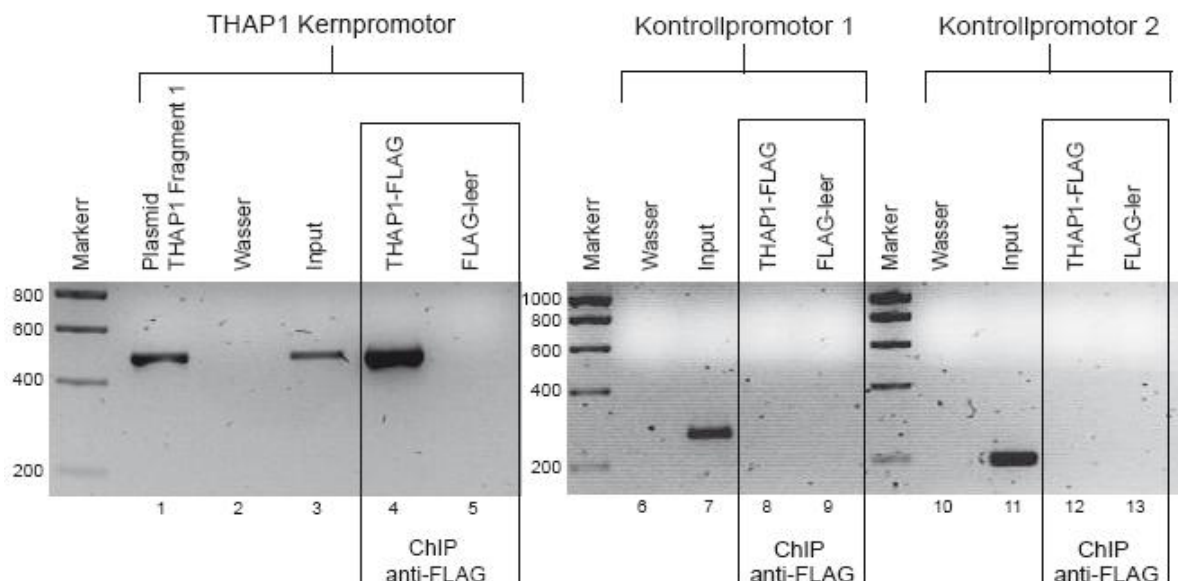 THAP1 Kernpromotor
Kontrollpromotor 1
Kontrollpromotor 2
Markerr
Plasmid
THAP1 Fragment 1
Wasser
Input
THAP1-FLAG
FLAG-leer
Markerr
Wasser
Input
THAP1-FLAG
FLAG-leer
Marker
Wasser
Input
THAP1-FLAG
FLAG-ler
800
600
400
200
1000
800
600
400
200
1 2 3 4 5 6 7 8 9 10 11 12 13
ChIP
anti-FLAG
ChIP
anti-FLAG
ChIP
anti-FLAG